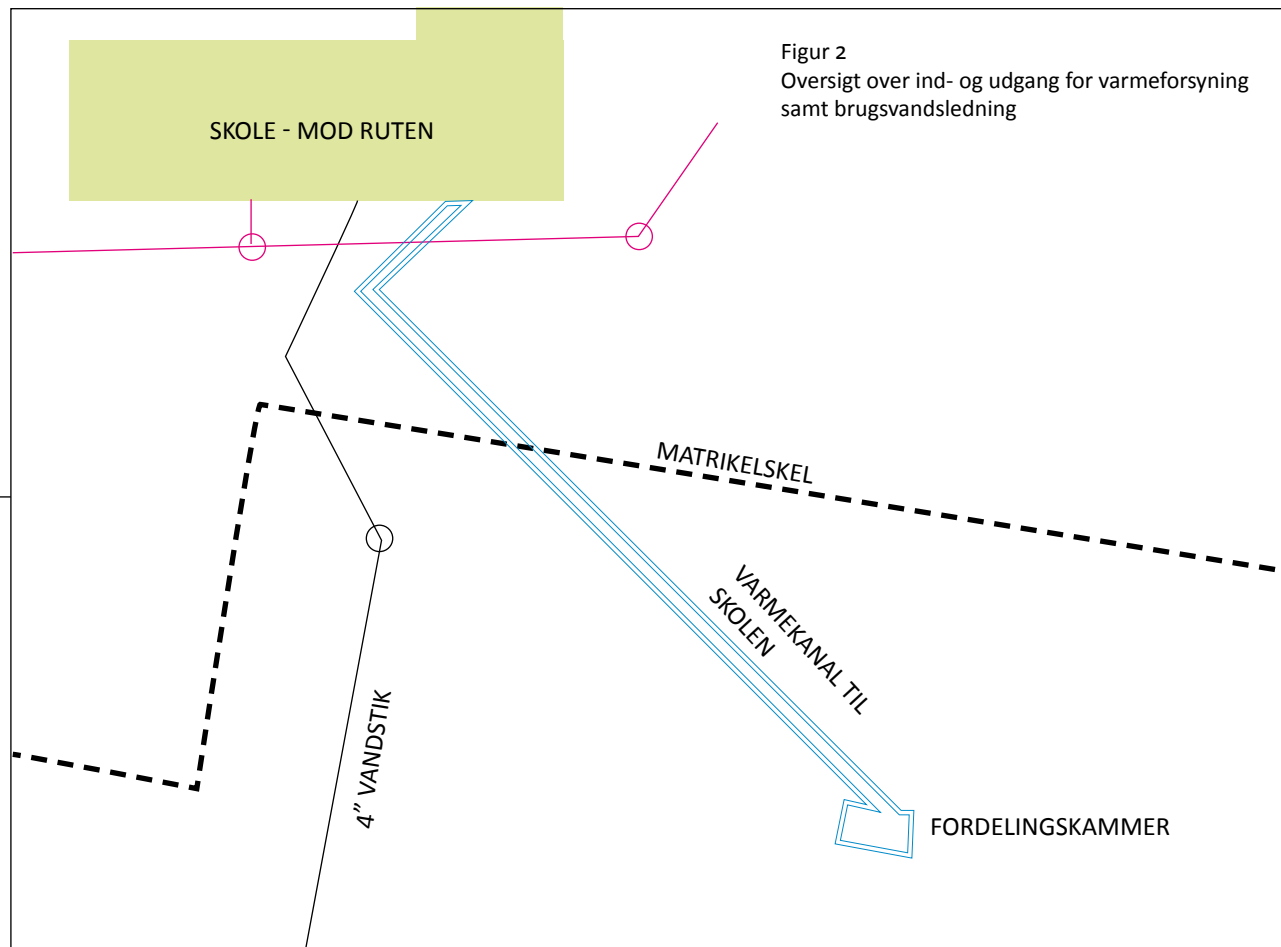 Figur 2
Oversigt over ind- og udgang for varmeforsyning
samt brugsvandsledning
SKOLE - MOD RUTEN
MATRIKELSKEL
VARMEKANAL TIL
SKOLEN
4” VANDSTIK
FORDELINGSKAMMER